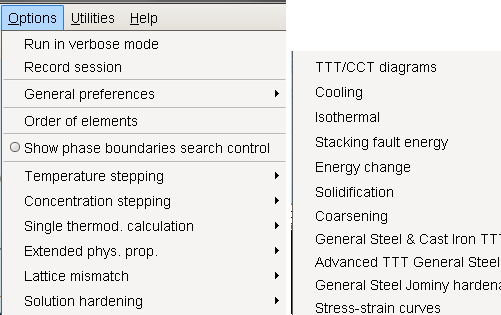 Options Utilities Help
Run in verbose mode
Record session
General preferences
Order of elements
Show phase boundaries search control
Temperature stepping
Concentration stepping
Single thermod. calculation
Extended phys. prop.
Lattice mismatch
Solution hardening
TTT/CCT diagrams
Cooling
Isothermal
Stacking fault energy
Energy change
Solidification
Coarsening
General Steel & Cast Iron TTT
Advanced TTT General Steel
General Steel Jominy hardena
Stress-strain curves